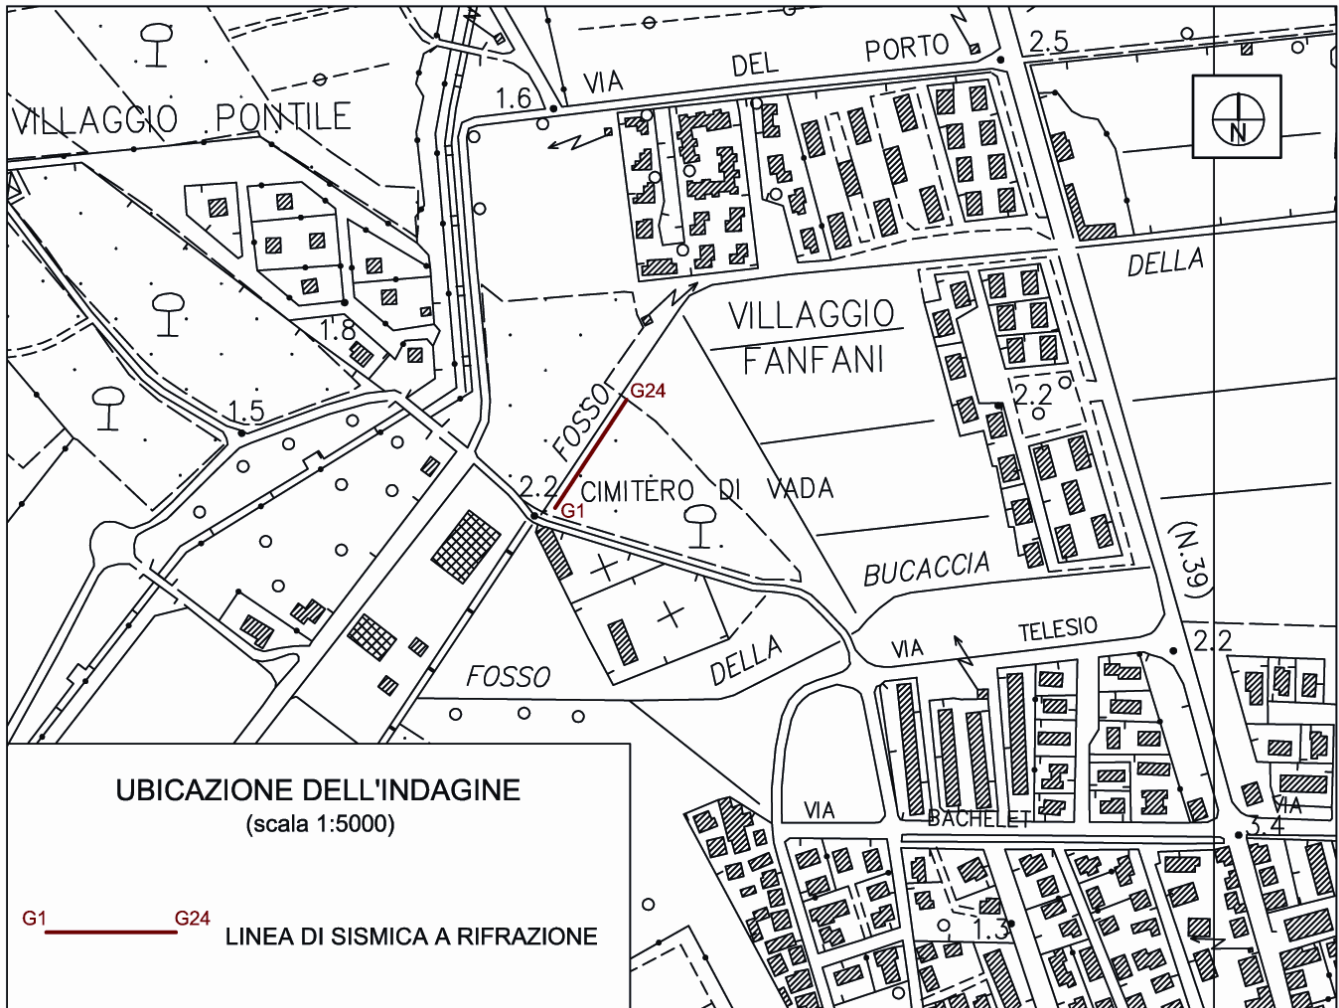 2.5
PORTO
DEL
VIA
1.6
VILLAGGIO PONTILE
N
DELLA
VILLAGGIO
FANFANI
1.8
G24
2.2
1.5
FOSSO
2.2
CIMITERO DI VADA
G1
(N.39)
BUCACCIA
TELESIO
VIA
2.2
DELLA
FOSSO
UBICAZIONE DELL'INDAGINE
(scala 1:5000)
VIA
BACHELET
VIA
3.4
G1
G24
LINEA DI SISMICA A RIFRAZIONE
1.3